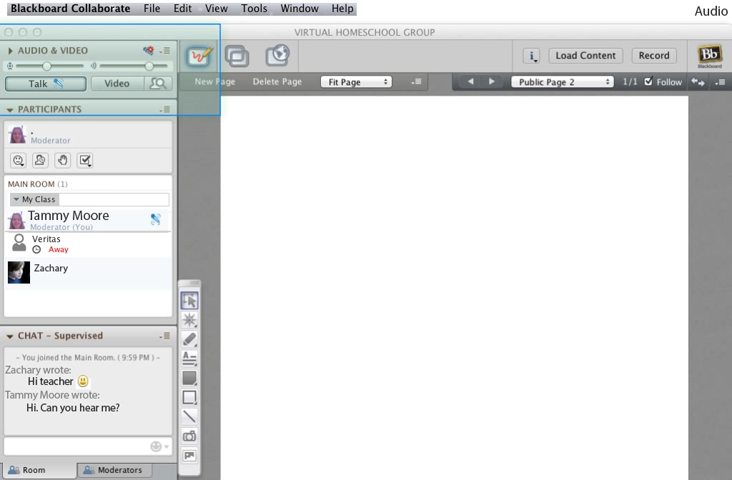 Blackboard Collaborate File Edit View Tools Window Help
Audio
VIRTUAL HOMESCHOOL GROUP
AUDIO & VIDEO
Talk Video
i Load Content Record Bb
Blackboard
New Page Delete Page Fit Page Public Page 2 1/1 Follow
PARTICIPANTS
-
Moderator
MAIN ROOM (1)
My Class
Tammy Moore
Moderator (You)
Veritas
Away
Zachary
CHAT – Supervised
– You joined the Main Room. ( 9:59 PM ) –
Zachary wrote:
Hi teacher
Tammy Moore wrote:
Hi. Can you hear me?
Room Moderators